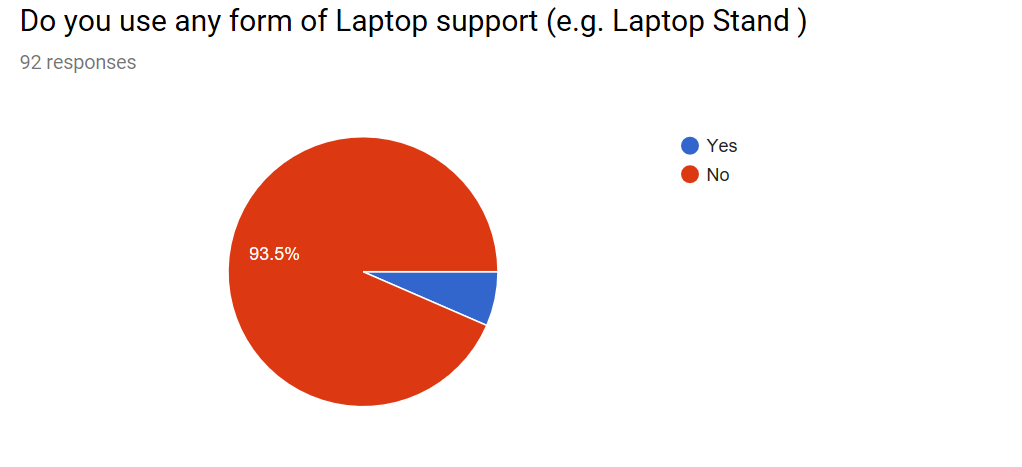 Do you use any form of Laptop support (e.g. Laptop Stand )
92 responses
Yes
No
93.5%